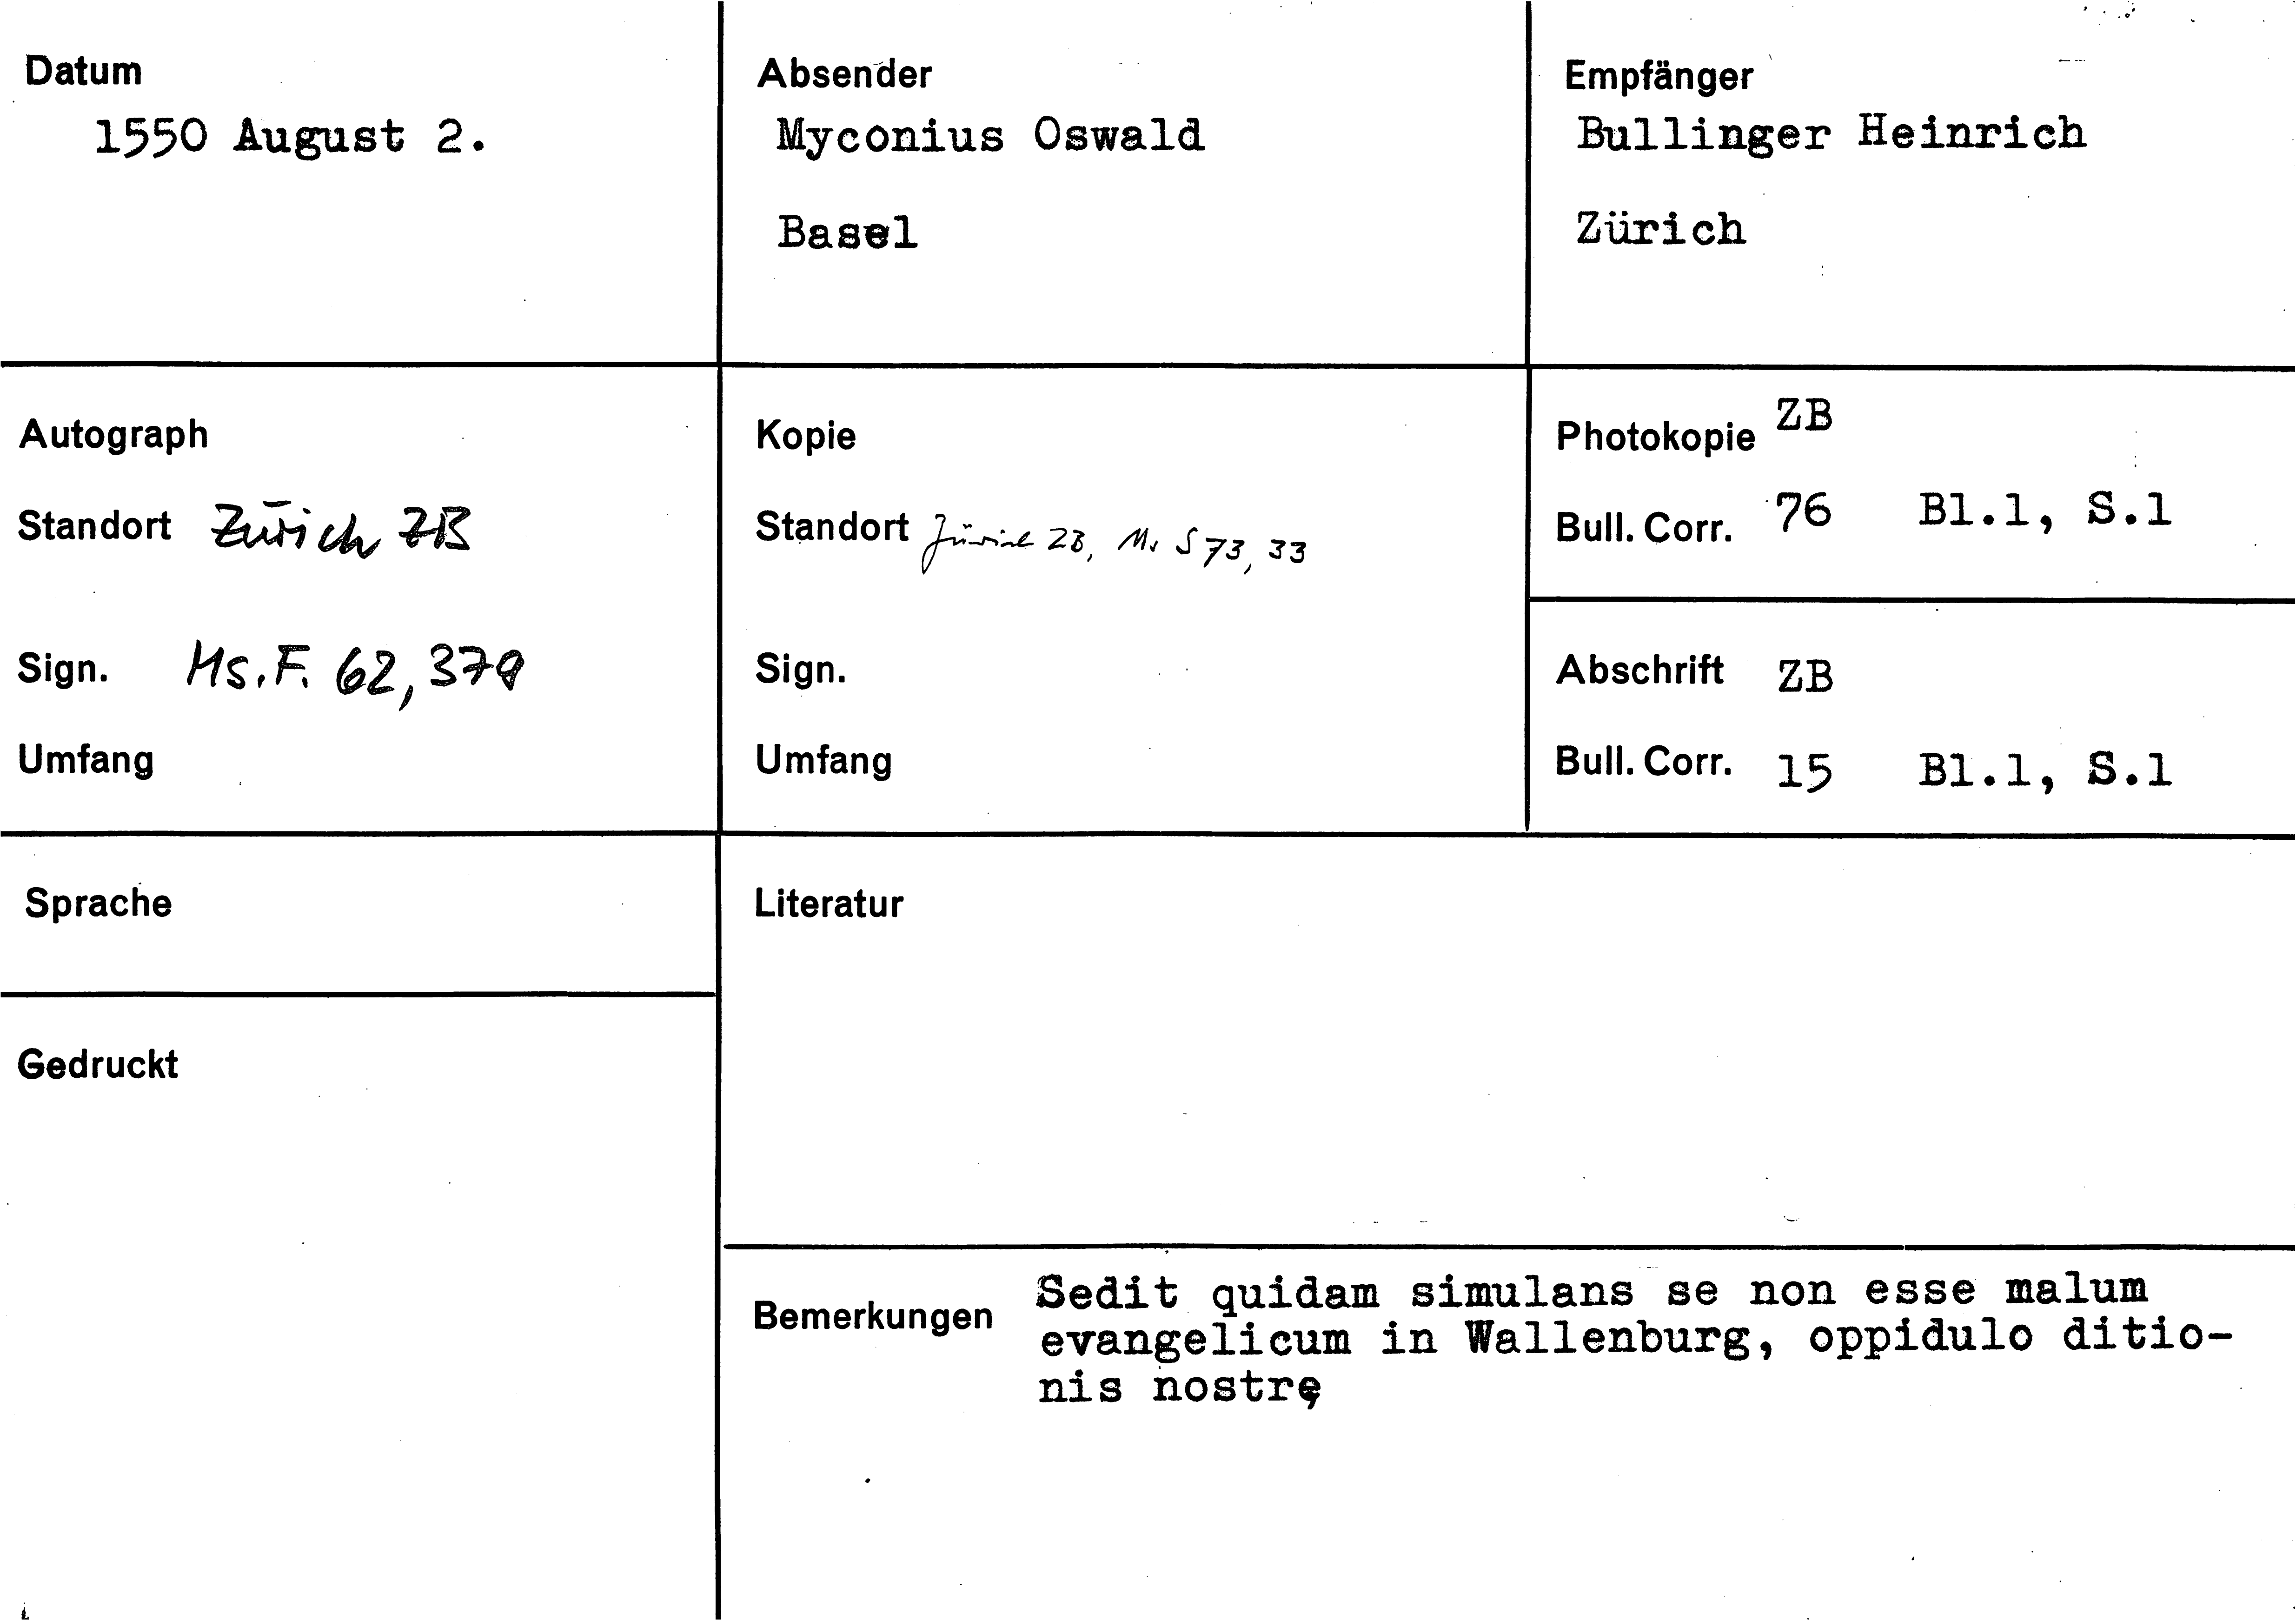 Datum
1550 August 2.
Absender
Myconius Oswald
Basel
Empfänger
Bullinger Heinrich
Zürich
Autograph
Standort Zürich ZB
Sign. Ms. F. 62, 379
Umfang
Kopie
Standort Zürich ZB, Ms S 73, 33
Sign.
Umfang
Photokopie ZB
Bull. Corr. 76 Bl.1, S.1
Abschrift ZB
Bull. Corr. 15 Bl.1, S.1
Sprache
Gedruckt
Literatur
Bemerkungen Sedit quidam simulans se non esse malum
evangelicum in Wallenburg, oppidulo ditio-
nis nostrę